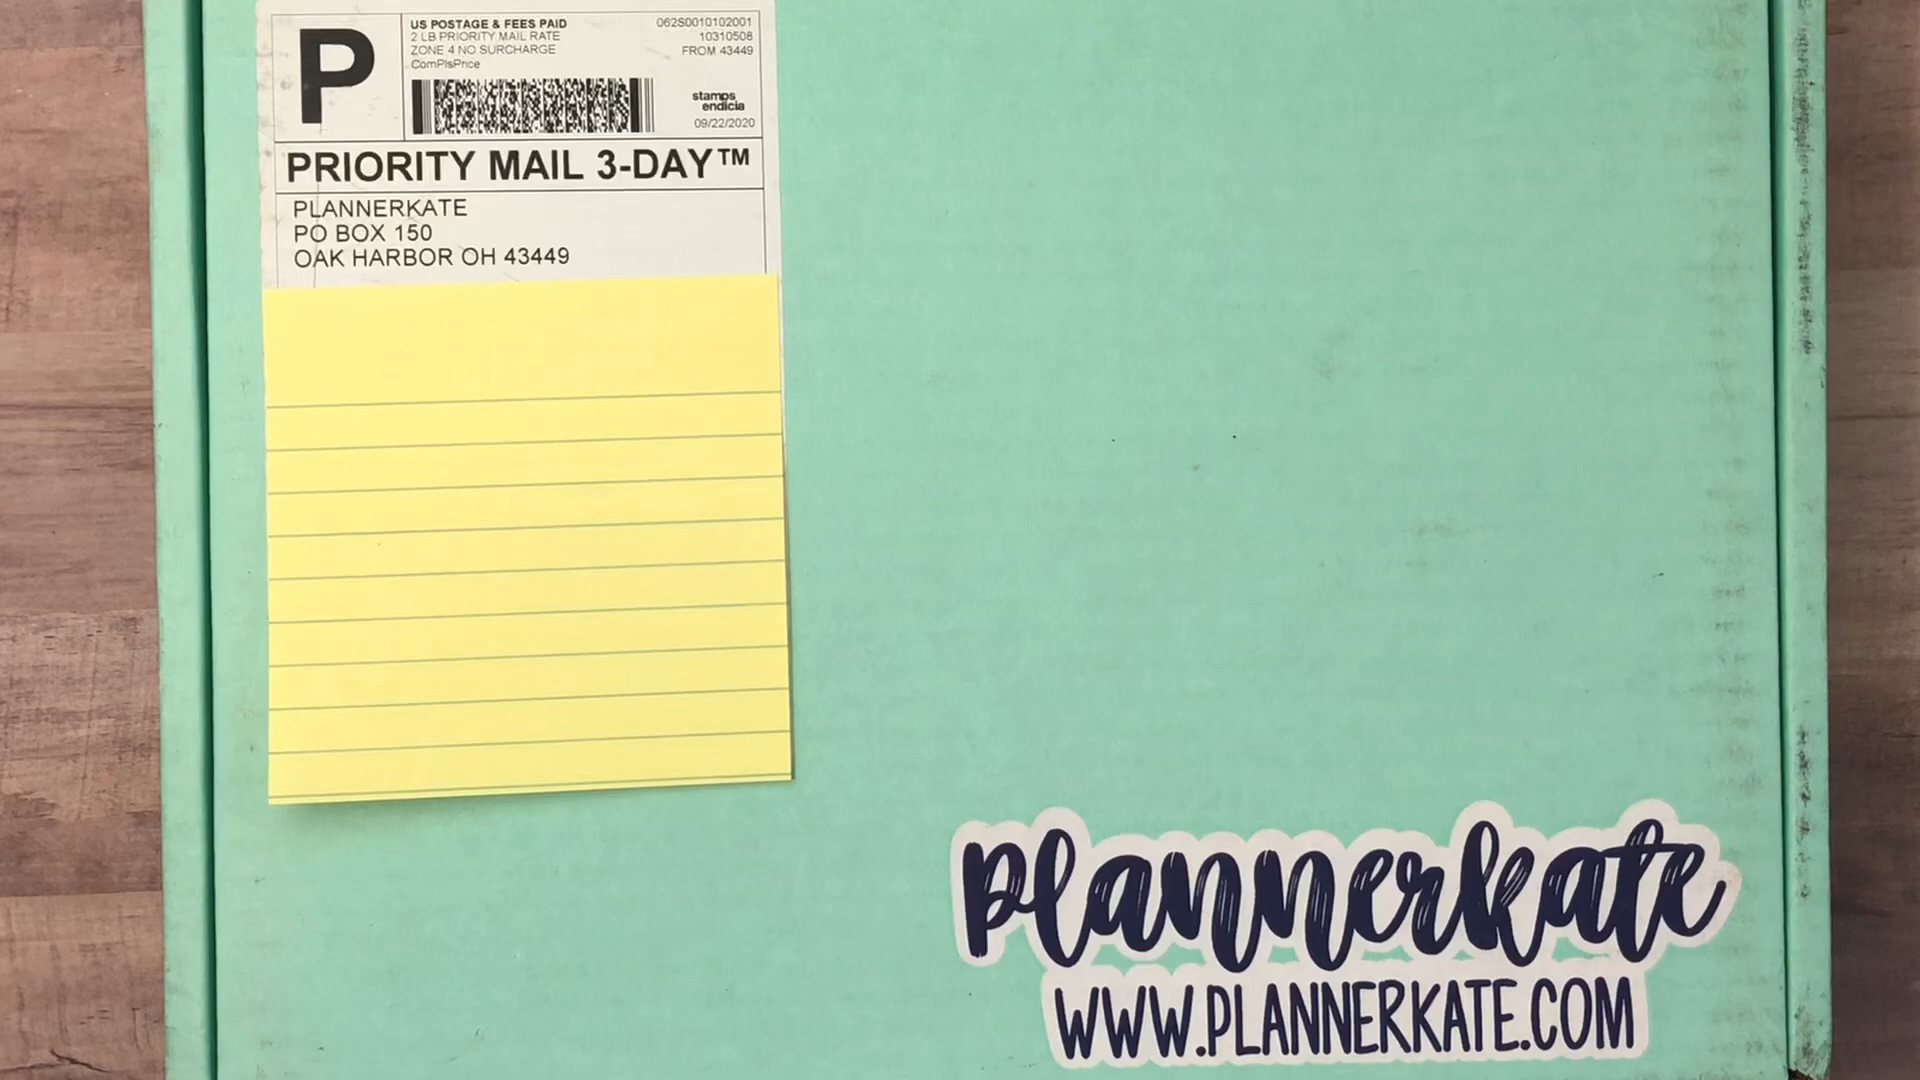 P
US POSTAGE & FEES PAID
2 LB PRIORITY MAIL RATE
ZONE 4 NO SURCHARGE
ComPlsPrice
062S0010102001
10310508
FROM 43449
stamps
endicia
09/22/2020
PRIORITY MAIL 3-DAY™
PLANNERKATE
PO BOX 150
OAK HARBOR OH 43449
plannerkate
WWW.PLANNERKATE.COM